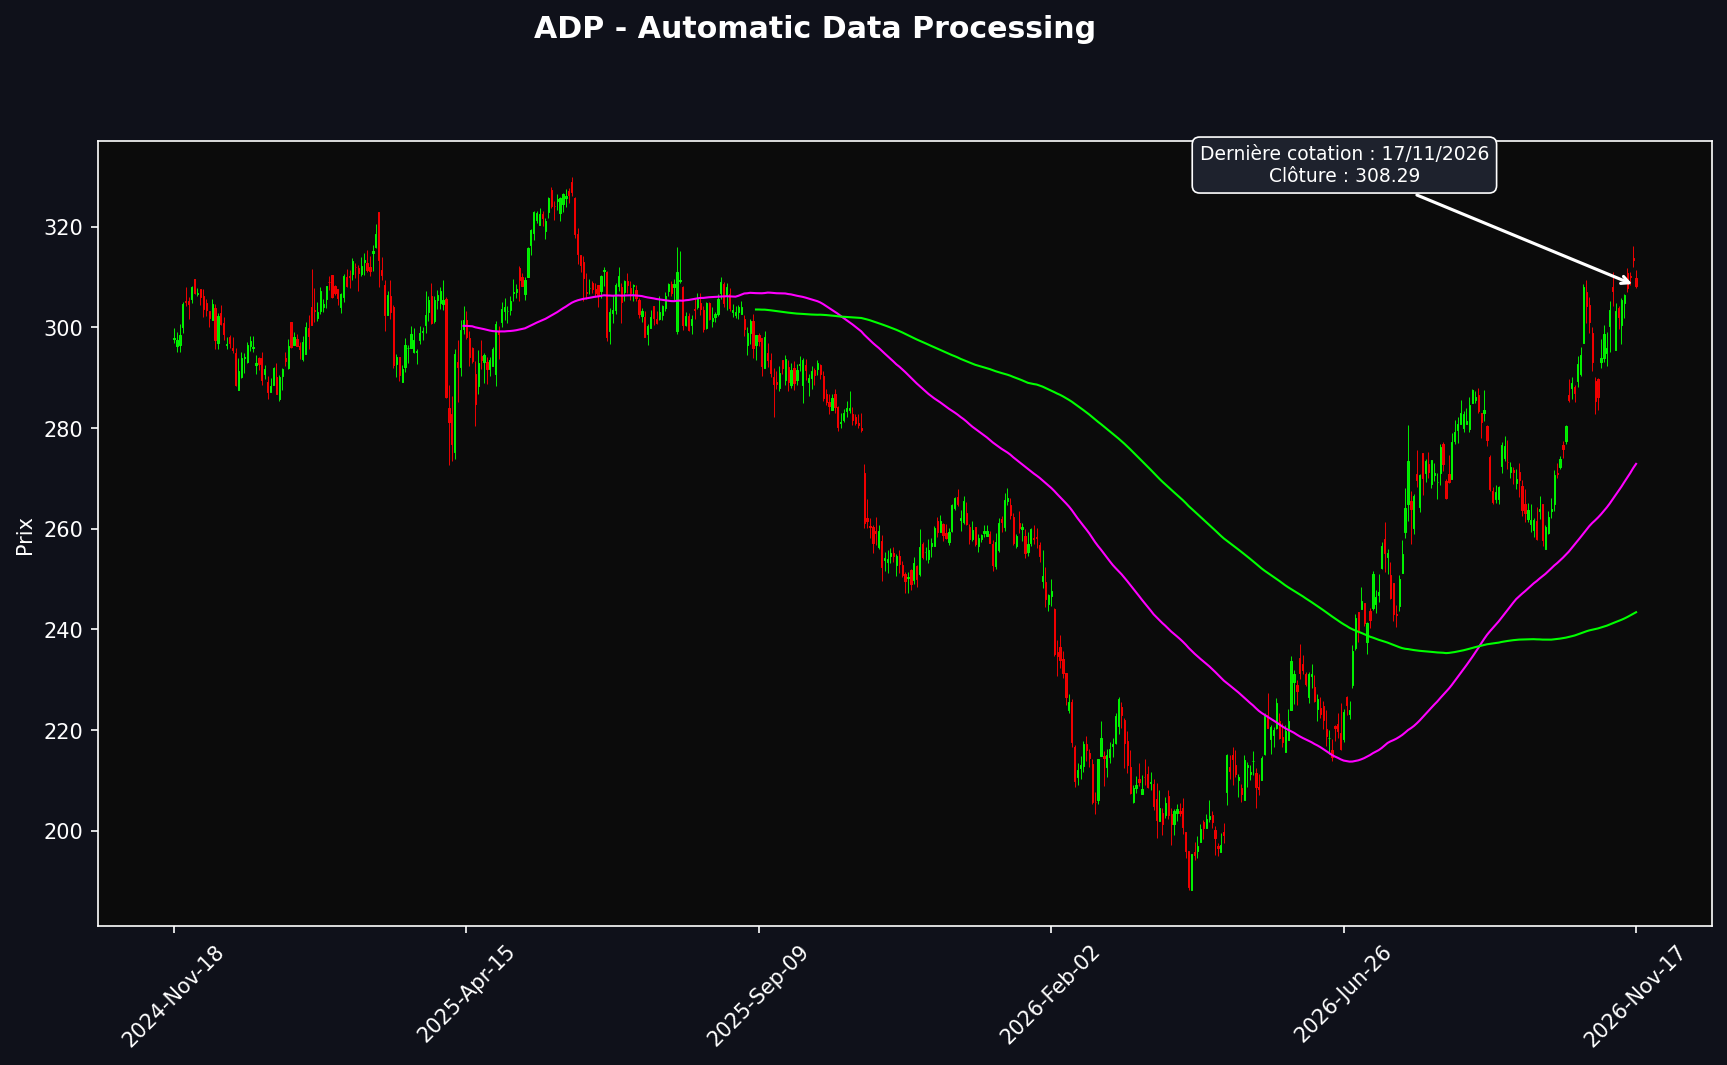 ADP - Automatic Data Processing
Dernière cotation : 17/11/2026
Clôture : 308.29
Prix
320
300
280
260
240
220
200
2024-Nov-18
2025-Apr-15
2025-Sep-09
2026-Feb-02
2026-Jun-26
2026-Nov-17